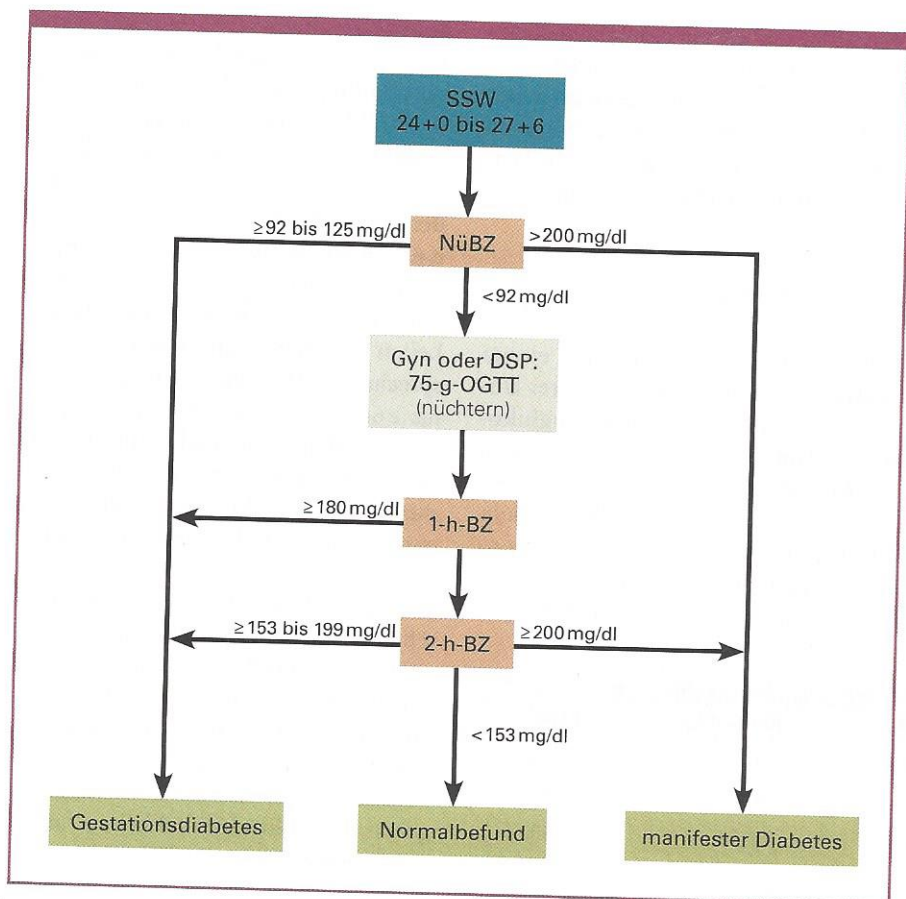 SSW
24+0 bis 27+6
≥92 bis 125 mg/dl
NüBZ
>200 mg/dl
<92 mg/dl
Gyn oder DSP:
75-g-OGTT
(nüchtern)
≥180 mg/dl
1-h-BZ
≥153 bis 199 mg/dl
2-h-BZ
≥200 mg/dl
<153 mg/dl
Gestationsdiabetes
Normalbefund
manifester Diabetes